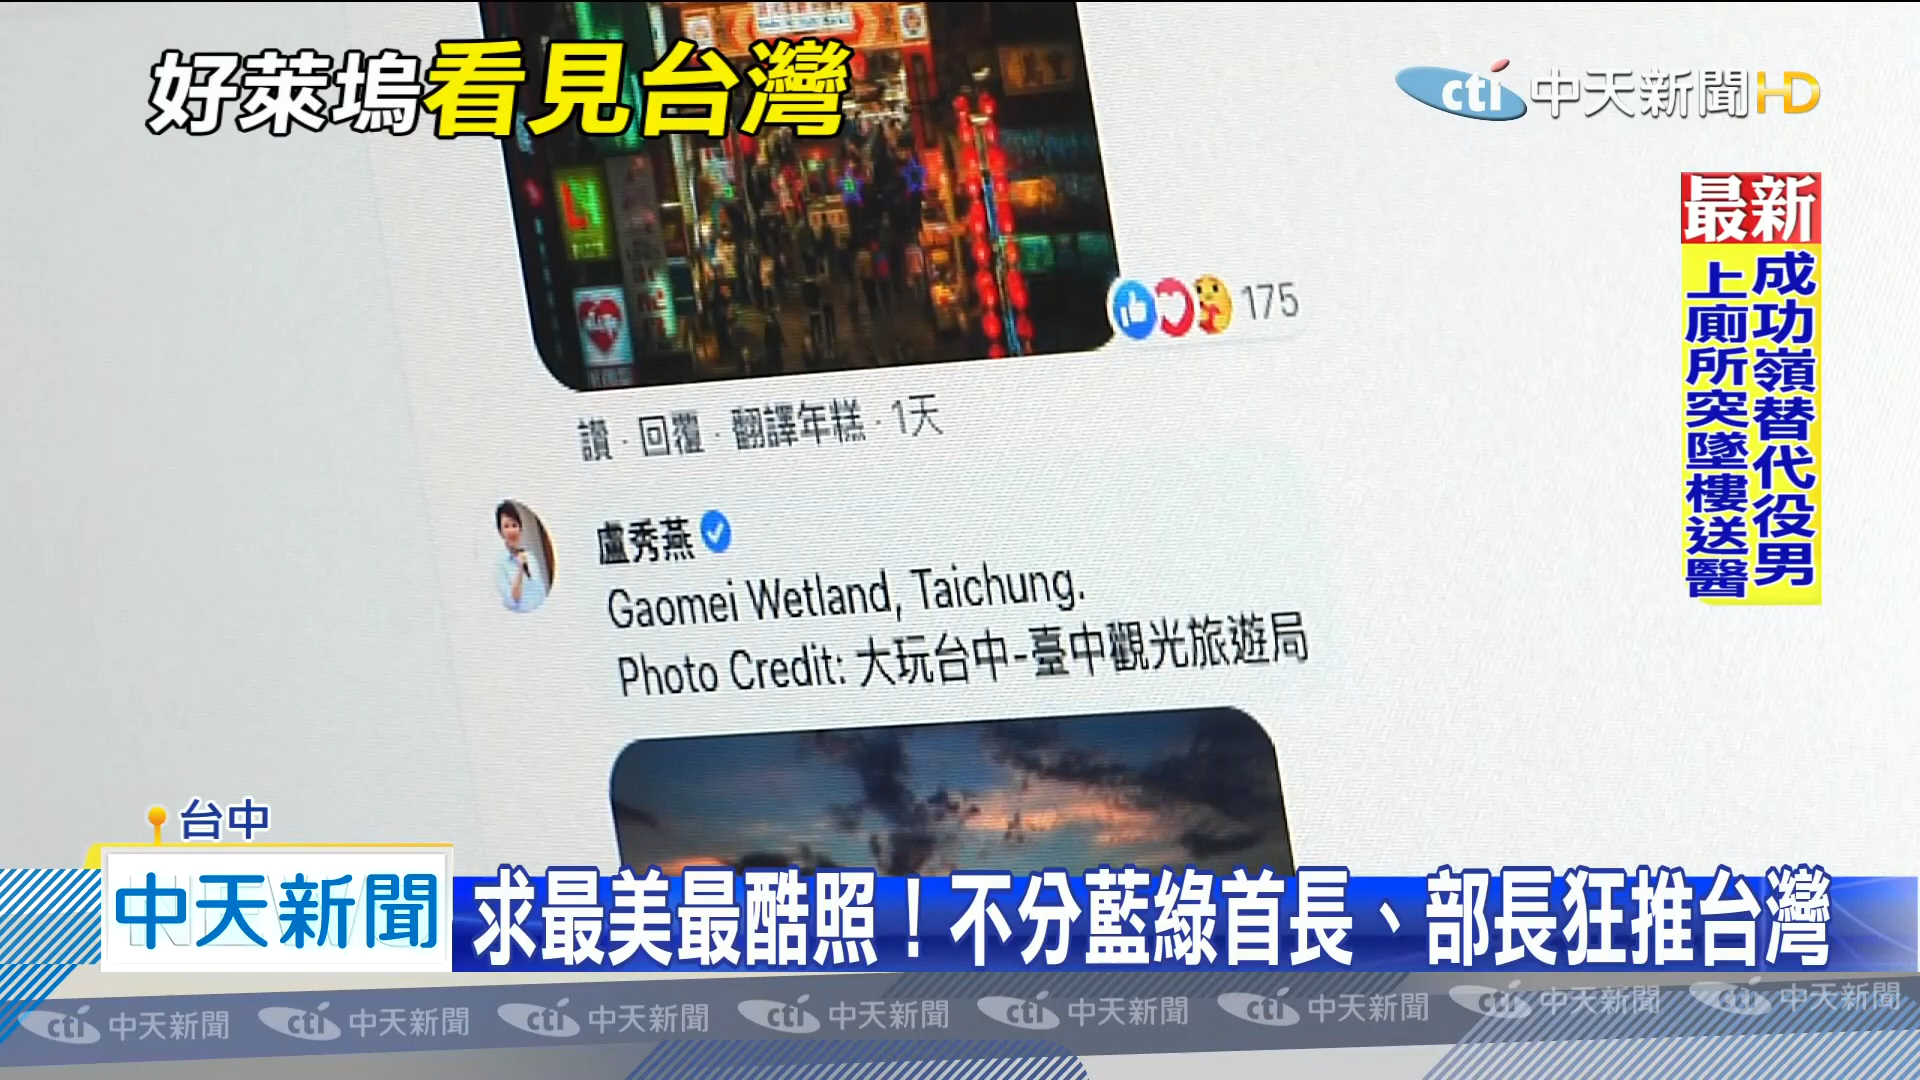 好萊塢看見台灣
cti 中天新聞HD
最新
成功嶺替代役男
上廁所突墜樓送醫
175
讚 · 回覆 · 翻譯年糕 · 1天
盧秀燕
Gaomei Wetland, Taichung.
Photo Credit: 大玩台中-臺中觀光旅遊局
台中
中天新聞
求最美最酷照！不分藍綠首長、部長狂推台灣
cti 中天新聞 cti 中天新聞 cti 中天新聞 cti 中天新聞 cti 中天新聞 cti 中天新聞 cti 中天新聞 cti 中天新聞